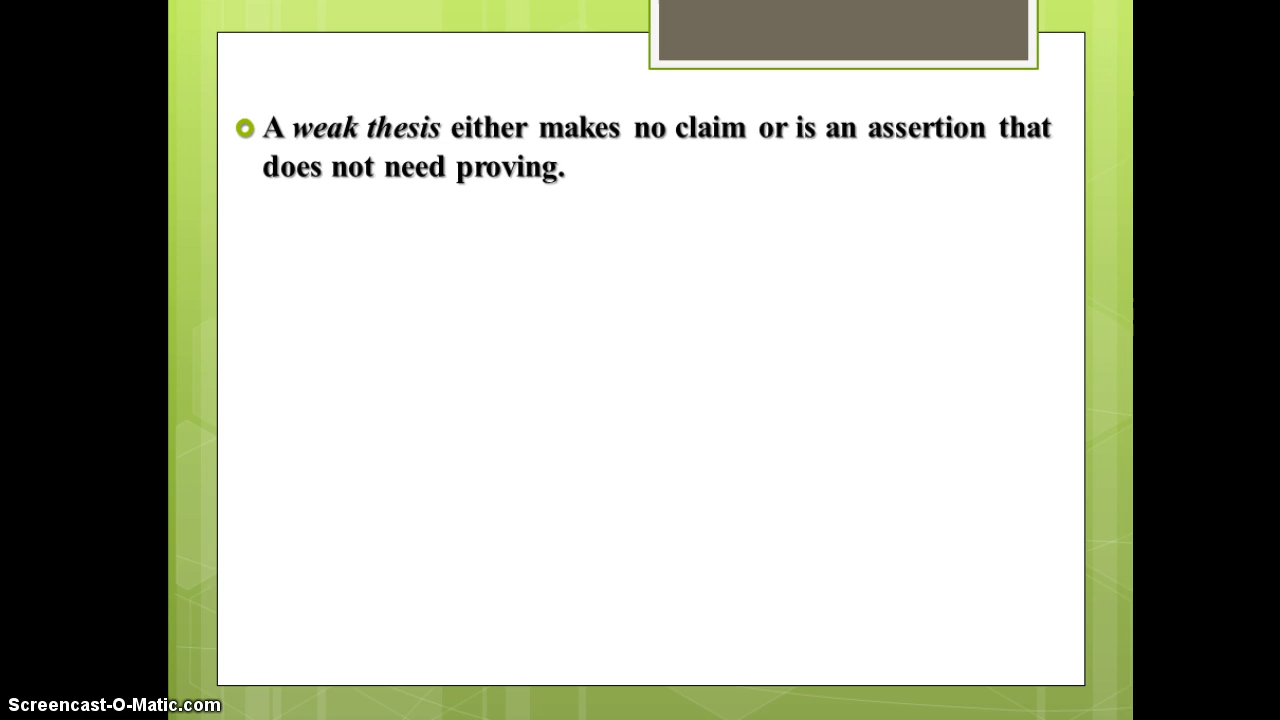 A weak thesis either makes no claim or is an assertion that
does not need proving.
Screencast-O-Matic.com